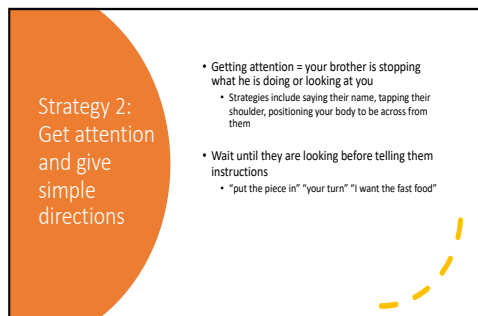 Strategy 2:
Get attention
and give
simple
directions
• Getting attention = your brother is stopping
what he is doing or looking at you
• Strategies include saying their name, tapping their
shoulder, positioning your body to be across from
them
• Wait until they are looking before telling them
instructions
• “put the piece in” “your turn” “I want the fast food”